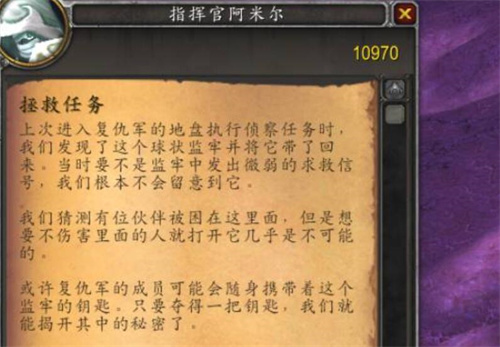 指挥官阿米尔
10970
拯救任务
上次进入复仇军的地盘执行侦察任务时，
我们发现了这个球状监牢并将它带了回
来。当时要不是监牢中发出微弱的求救信
号，我们根本不会留意到它。
我们猜测有位伙伴被困在这里面，但是想
要不伤害里面的人就打开它几乎是不可能
的。
或许复仇军的成员可能会随身携带着这个
监牢的钥匙。只要夺得一把钥匙，我们就
能揭开其中的秘密了。